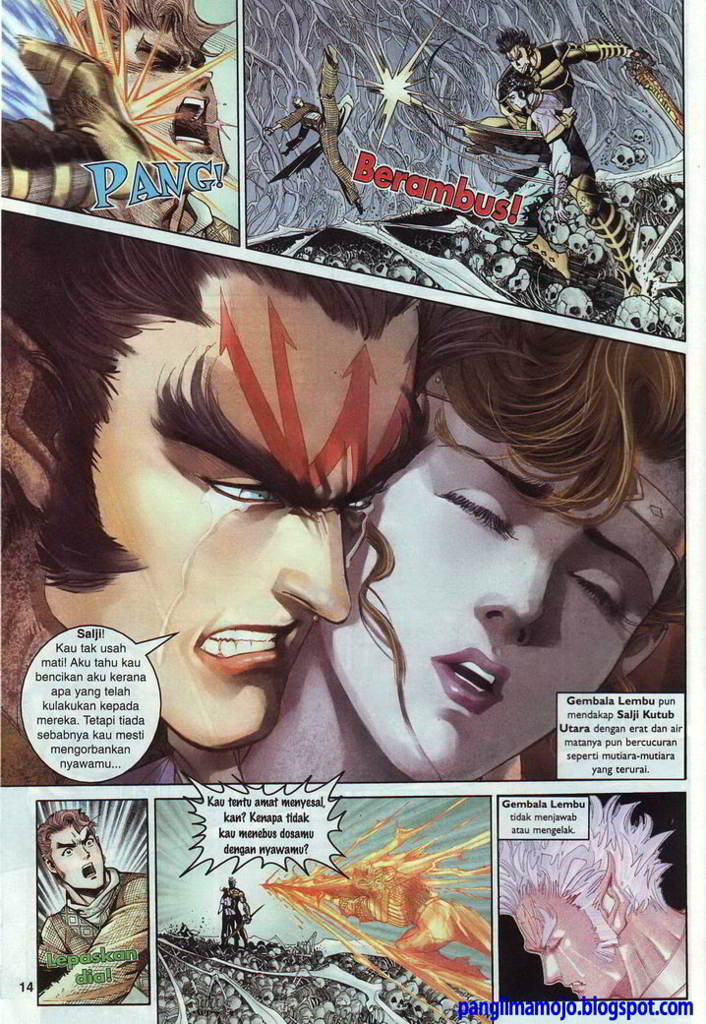 PANG!
Berambus!
Salji!
Kau tak usah
mati! Aku tahu kau
bencikan aku kerana
apa yang telah
kulakukan kepada
mereka. Tetapi tiada
sebabnya kau mesti
mengorbankan
nyawamu...
Gembala Lembu pun
mendakap Salji Kutub
Utara dengan erat dan air
matanya pun bercucuran
seperti mutiara-mutiara
yang terurai.
Lepaskan
dia!
Kau tentu amat menyesal,
kan? Kenapa tidak
kau menebus dosamu
dengan nyawamu?
Gembala Lembu
tidak menjawab
atau mengelak.
14
panglimamojo.blogspot.com